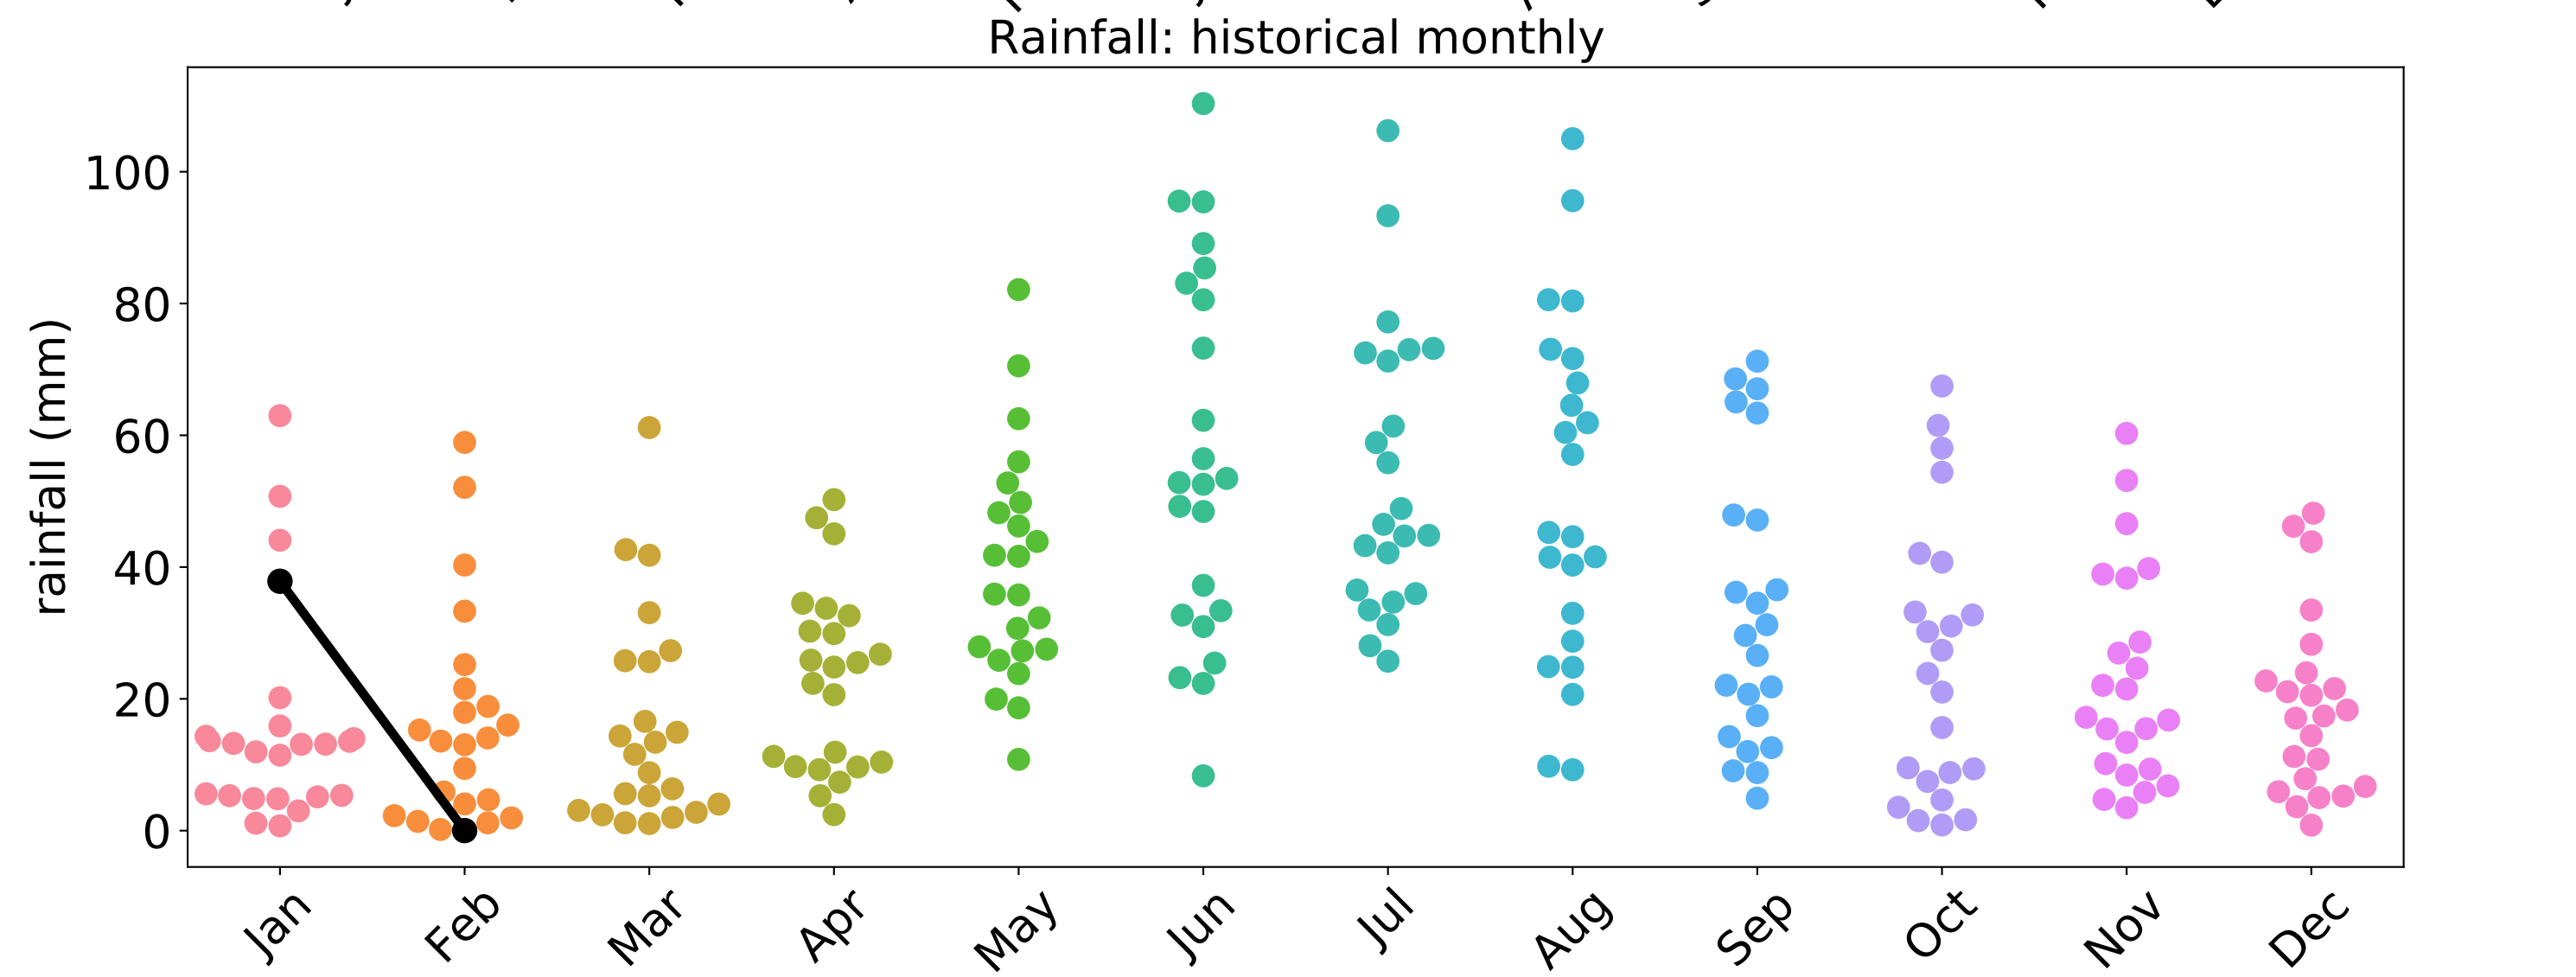 Rainfall: historical monthly
rainfall (mm)
100
80
60
40
20
0
Jan
Feb
Mar
Apr
May
Jun
Jul
Aug
Sep
Oct
Nov
Dec